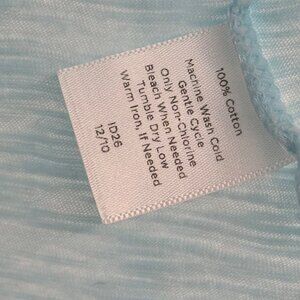 100% Cotton
Machine Wash Cold
Gentle Cycle
Only Non-Chlorine
Bleach When Needed
Tumble Dry Low
Warm Iron, If Needed
ID26
12/10